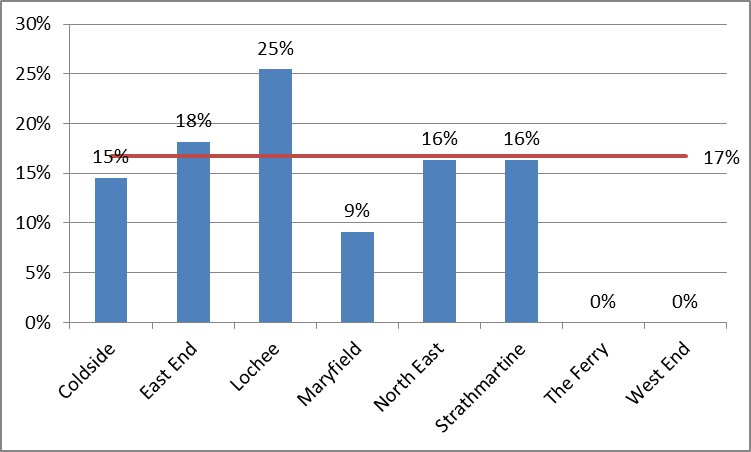 30%
25%
20%
15%
10%
5%
0%
15%
18%
25%
9%
16%
16%
0%
0%
17%
Coldside
East End
Lochee
Maryfield
North East
Strathmartine
The Ferry
West End